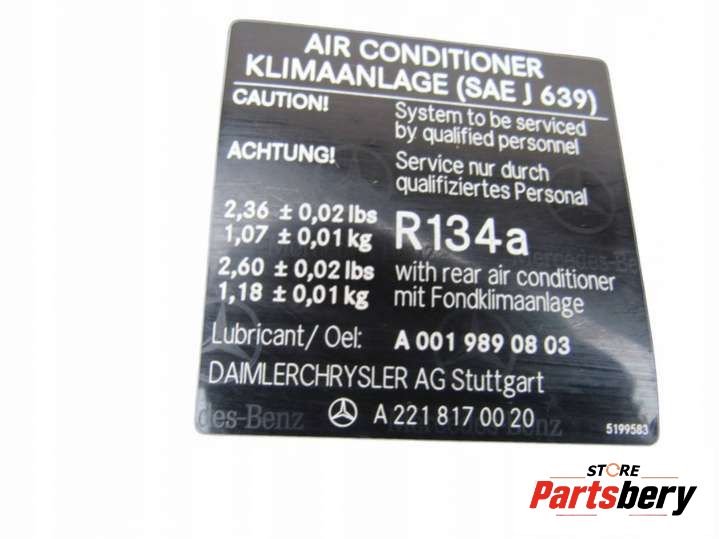 AIR CONDITIONER
KLIMAANLAGE (SAE J 639)
CAUTION! System to be serviced
by qualified personnel
ACHTUNG! Service nur durch
qualifiziertes Personal
2,36 ± 0,02 lbs
1,07 ± 0,01 kg R134a
2,60 ± 0,02 lbs with rear air conditioner
1,18 ± 0,01 kg mit Fondklimaanlage
Lubricant/ Oel: A 001 989 08 03
DAIMLERCHRYSLER AG Stuttgart
A 221 817 00 20
5199583
STORE
Partsbery